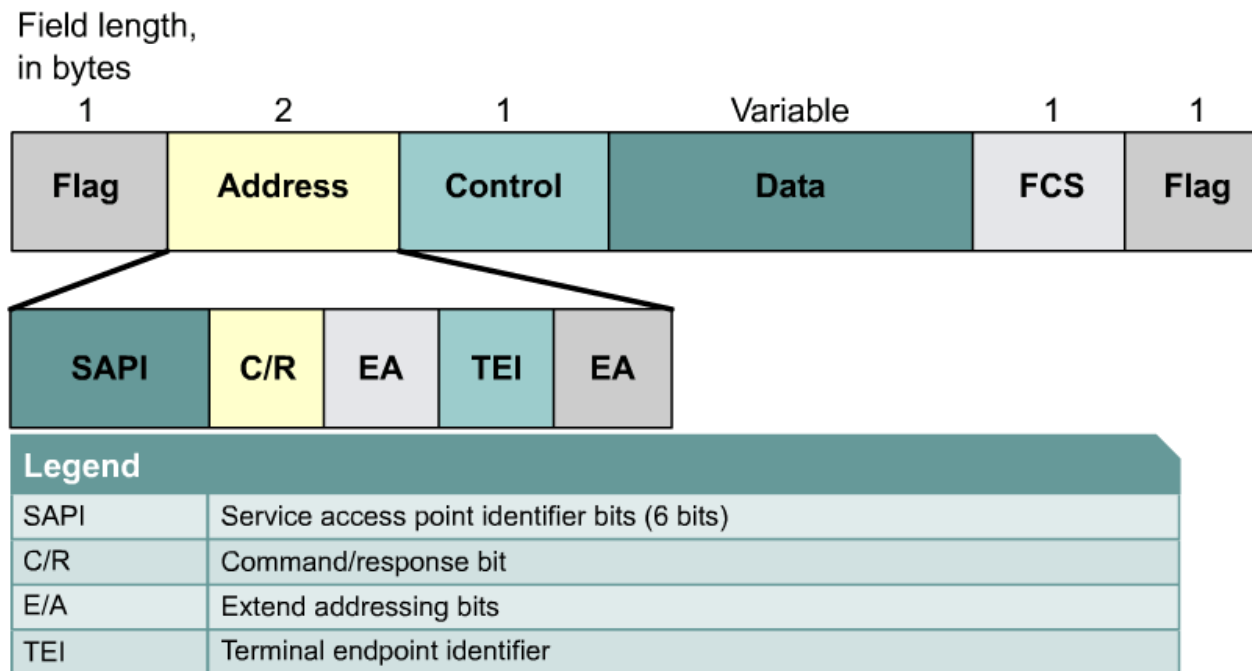 Field length,
in bytes
1 2 1 Variable 1 1
Flag Address Control Data FCS Flag
SAPI C/R EA TEI EA
Legend
SAPI Service access point identifier bits (6 bits)
C/R Command/response bit
E/A Extend addressing bits
TEI Terminal endpoint identifier